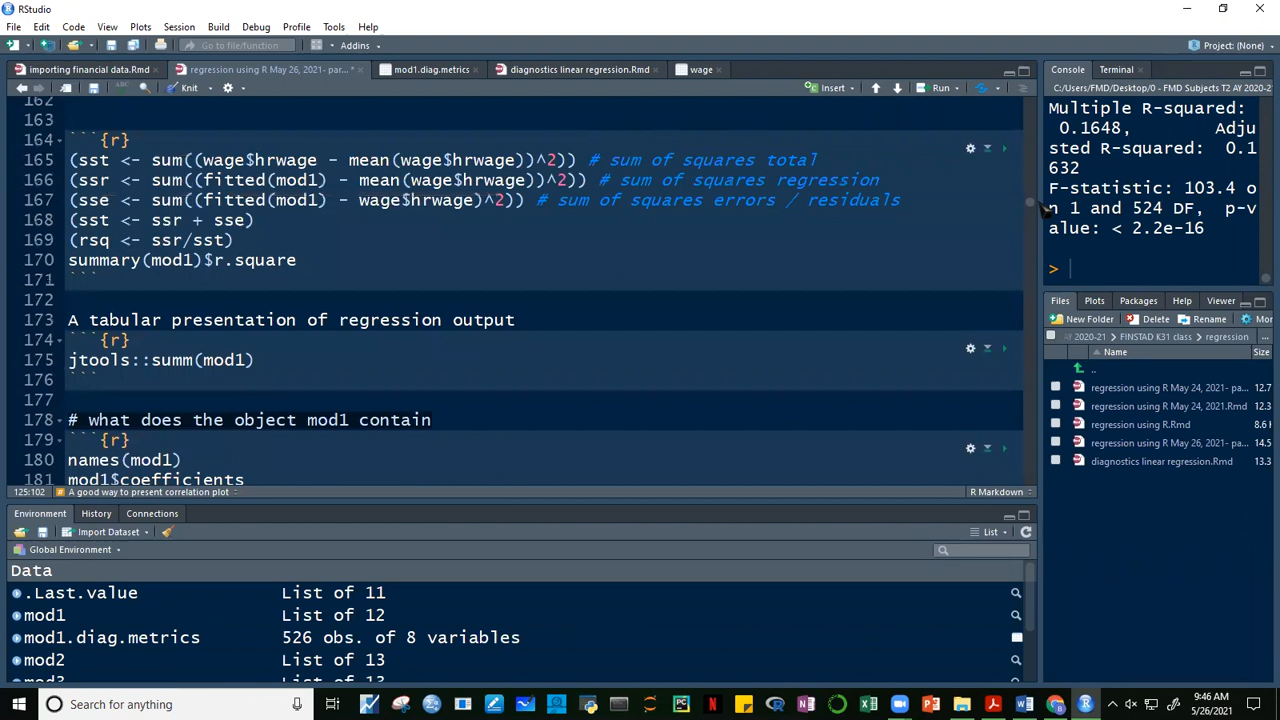 RStudio
File Edit Code View Plots Session Build Debug Profile Tools Help
Go to file/function Addins Project: (None)
importing financial data.Rmd regression using R May 26, 2021- par...* mod1.diag.metrics diagnostics linear regression.Rmd wage
Knit Insert Run
162
163
164 ```{r}
165 (sst <- sum((wage$hrwage - mean(wage$hrwage))^2)) # sum of squares total
166 (ssr <- sum((fitted(mod1) - mean(wage$hrwage))^2)) # sum of squares regression
167 (sse <- sum((fitted(mod1) - wage$hrwage)^2)) # sum of squares errors / residuals
168 (sst <- ssr + sse)
169 (rsq <- ssr/sst)
170 summary(mod1)$r.square
171 ```
172
173 A tabular presentation of regression output
174 ```{r}
175 jtools::summ(mod1)
176 ```
177
178 # what does the object mod1 contain
179 ```{r}
180 names(mod1)
181 mod1$coefficients
125:102 A good way to present correlation plot R Markdown
Environment History Connections
Import Dataset List
Global Environment
Data
.Last.value List of 11
mod1 List of 12
mod1.diag.metrics 526 obs. of 8 variables
mod2 List of 13
Console Terminal
C:/Users/FMD/Desktop/0 - FMD Subjects T2 AY 2020-2
Multiple R-squared:
0.1648, Adju
sted R-squared: 0.1
632
F-statistic: 103.4 o
n 1 and 524 DF, p-v
alue: < 2.2e-16
>
Files Plots Packages Help Viewer
New Folder Delete Rename Mor
AY 2020-21 FINSTAD K31 class regression ...
Name Size
..
regression using R May 24, 2021- pa... 12.7
regression using R May 24, 2021.Rmd 12.3
regression using R.Rmd 8.6 K
regression using R May 26, 2021- pa... 14.5
diagnostics linear regression.Rmd 13.3
Type here to search
Search for anything
9:46 AM
5/26/2021